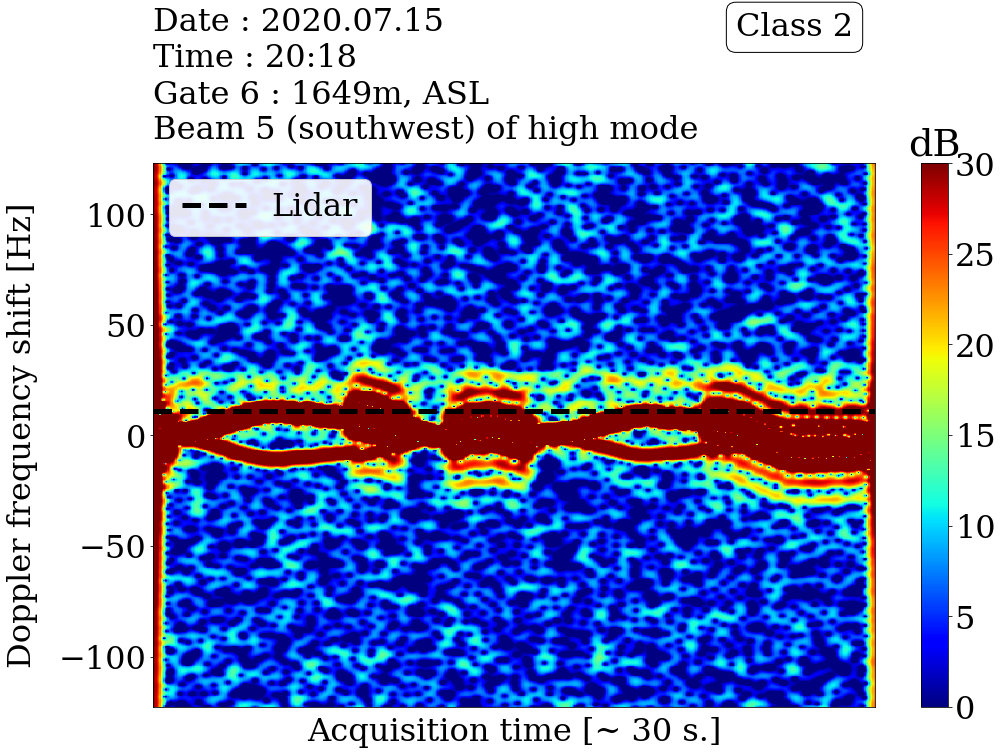 Date : 2020.07.15
Class 2
Time : 20:18
Gate 6 : 1649m, ASL
Beam 5 (southwest) of high mode
dB
Lidar
Doppler frequency shift [Hz]
100
50
0
−50
−100
30
25
20
15
10
5
0
Acquisition time [~ 30 s.]